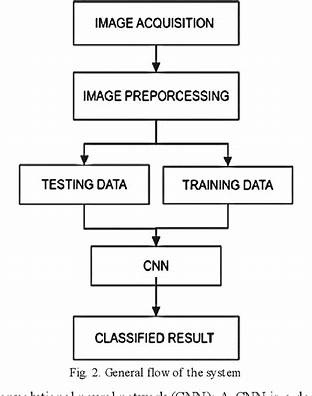 IMAGE ACQUISITION
IMAGE PREPORCESSING
TESTING DATA
TRAINING DATA
CNN
CLASSIFIED RESULT
Fig. 2. General flow of the system